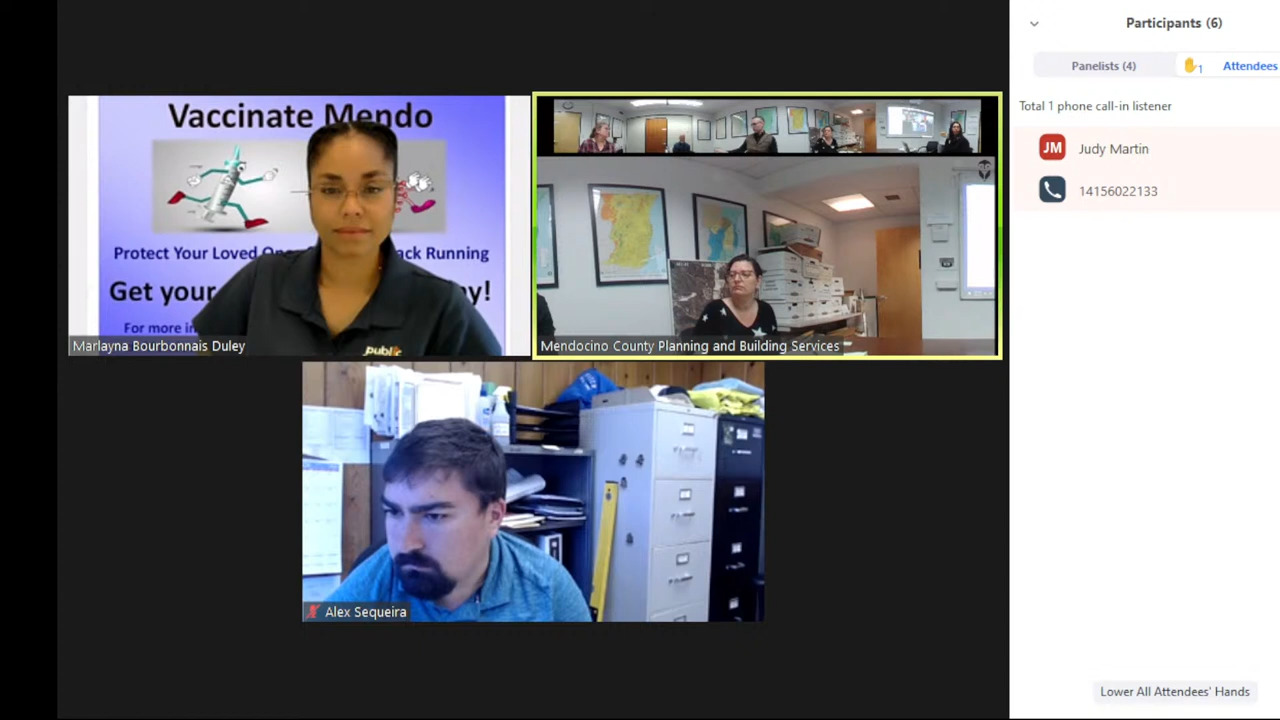 Participants (6)
Panelists (4)
1
Attendees
Total 1 phone call-in listener
JM
Judy Martin
14156022133
Vaccinate Mendo
Protect Your Loved
ack Running
Get your
y!
For more in
public
Marlayna Bourbonnais Duley
Mendocino County Planning and Building Services
Alex Sequeira
Lower All Attendees' Hands